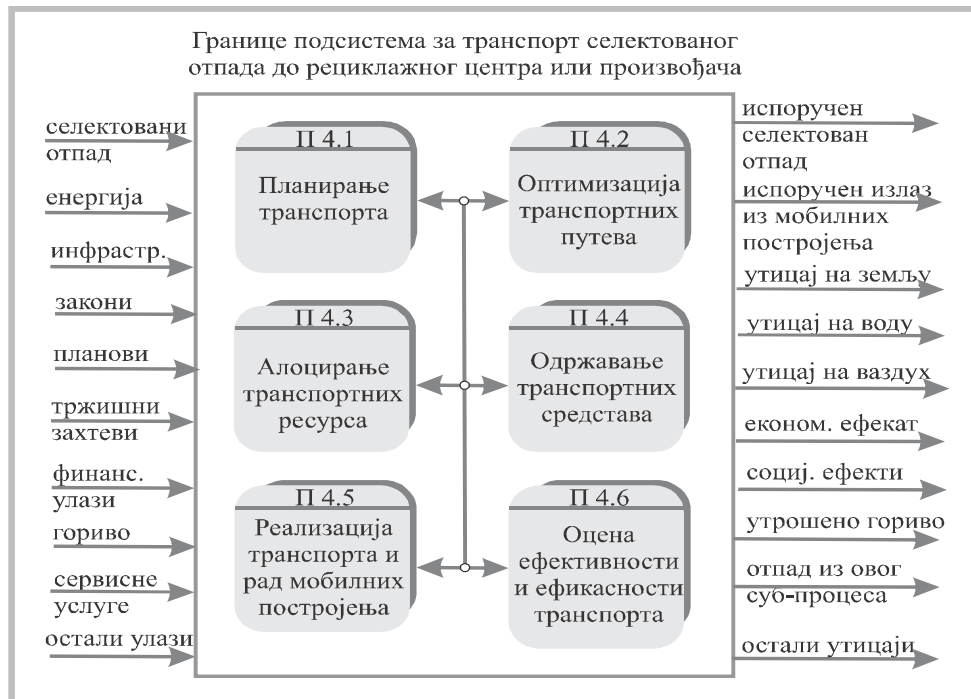 Границе подсистема за транспорт селектованог
отпада до рециклажног центра или произвођача
селектовани
отпад
енергија
инфрастр.
закони
планови
тржишни
захтеви
финанс.
улази
гориво
сервисне
услуге
остали улази
П 4.1
Планирање
транспорта
П 4.2
Оптимизација
транспортних
путева
П 4.3
Алоцирање
транспортних
ресурса
П 4.4
Одржавање
транспортних
средстава
П 4.5
Реализација
транспорта и
рад мобилних
постројења
П 4.6
Оцена
ефективности
и ефикасности
транспорта
испоручен
селектован
отпад
испоручен излаз
из мобилних
постројења
утицај на земљу
утицај на воду
утицај на ваздух
економ. ефекат
социј. ефекти
утрошено гориво
отпад из овог
суб-процеса
остали утицаји